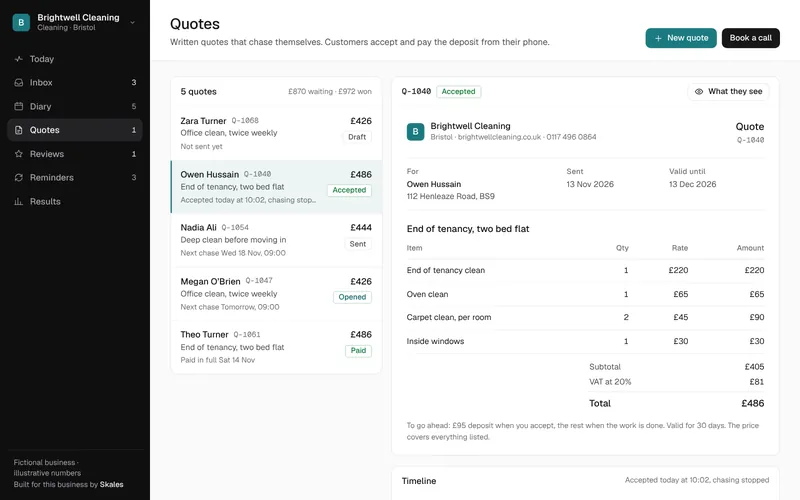 B
Brightwell Cleaning
Cleaning · Bristol
Today
Inbox 3
Diary 5
Quotes 1
Reviews 1
Reminders 3
Results
Fictional business ·
illustrative numbers
Built for this business by Skales
Quotes
Written quotes that chase themselves. Customers accept and pay the deposit from their phone.
+ New quote
Book a call
5 quotes £870 waiting · £972 won
Zara Turner Q-1068 £426
Office clean, twice weekly Draft
Not sent yet
Owen Hussain Q-1040 £486
End of tenancy, two bed flat Accepted
Accepted today at 10:02, chasing stop...
Nadia Ali Q-1054 £444
Deep clean before moving in Sent
Next chase Wed 18 Nov, 09:00
Megan O'Brien Q-1047 £426
Office clean, twice weekly Opened
Next chase Tomorrow, 09:00
Theo Turner Q-1061 £486
End of tenancy, two bed flat Paid
Paid in full Sat 14 Nov
Q-1040 Accepted What they see
B
Brightwell Cleaning Quote
Bristol · brightwellcleaning.co.uk · 0117 496 0864 Q-1040
For Sent Valid until
Owen Hussain 13 Nov 2026 13 Dec 2026
112 Henleaze Road, BS9
End of tenancy, two bed flat
Item Qty Rate Amount
End of tenancy clean 1 £220 £220
Oven clean 1 £65 £65
Carpet clean, per room 2 £45 £90
Inside windows 1 £30 £30
Subtotal £405
VAT at 20% £81
Total £486
To go ahead: £95 deposit when you accept, the rest when the work is done. Valid for 30 days. The price
covers everything listed.
Timeline Accepted today at 10:02, chasing stopped